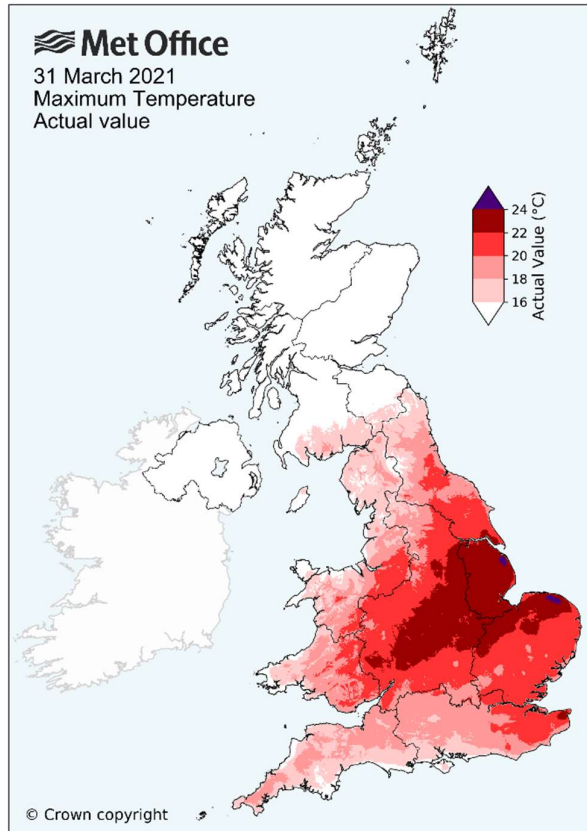 Met Office
31 March 2021
Maximum Temperature
Actual value
24
22
20
18
16
Actual Value (°C)
© Crown copyright